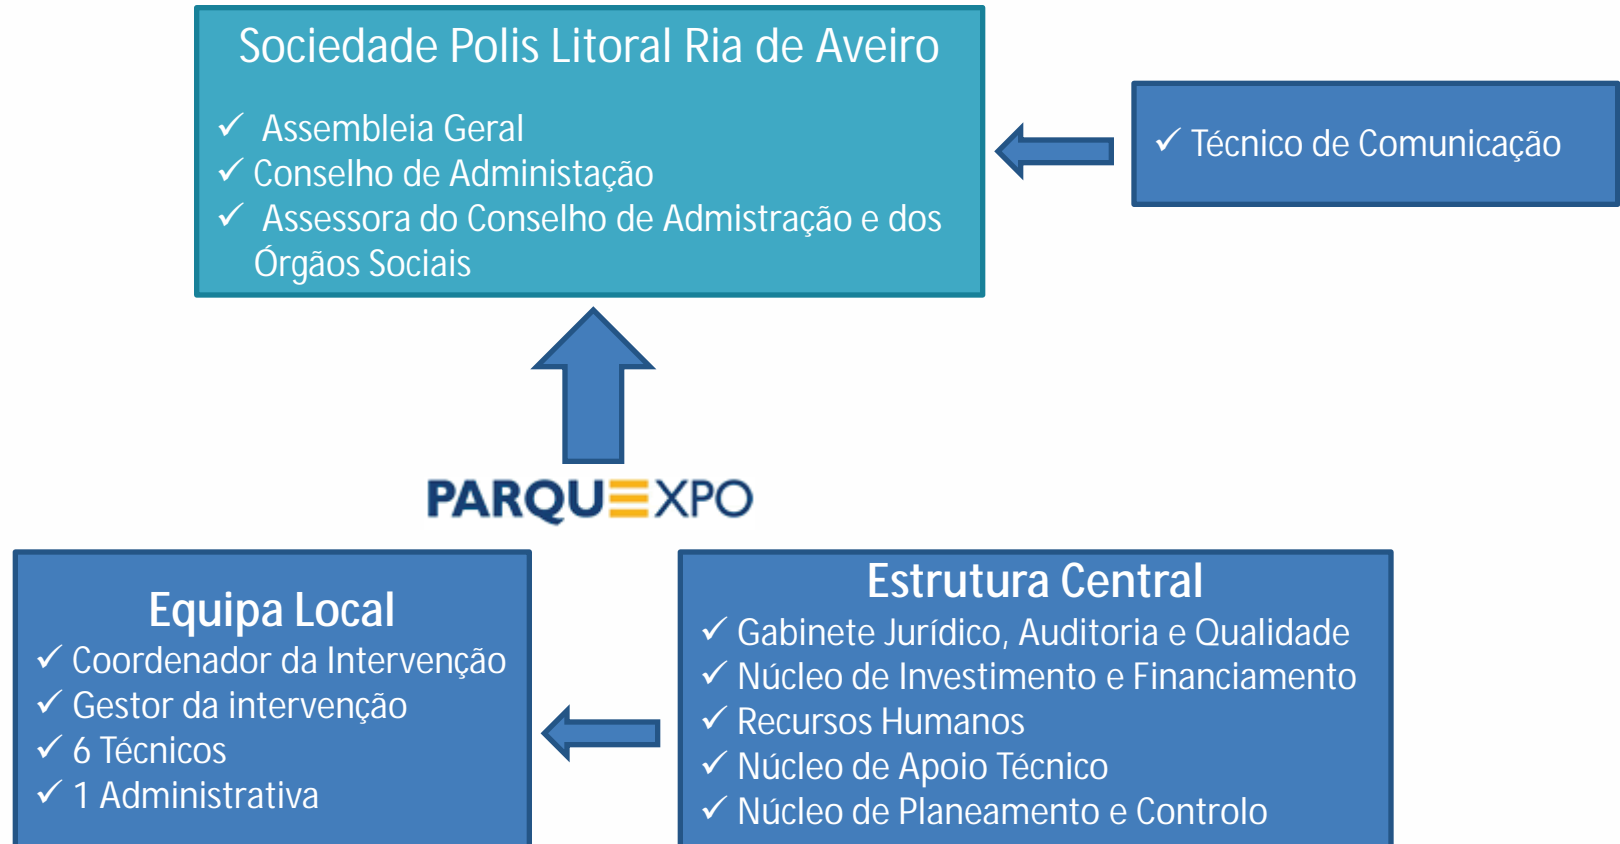 Sociedade Polis Litoral Ria de Aveiro
✓ Assembleia Geral
✓ Conselho de Administação
✓ Assessora do Conselho de Admistração e dos
Órgãos Sociais
✓ Técnico de Comunicação
PARQUEXPO
Equipa Local
✓ Coordenador da Intervenção
✓ Gestor da intervenção
✓ 6 Técnicos
✓ 1 Administrativa
Estrutura Central
✓ Gabinete Jurídico, Auditoria e Qualidade
✓ Núcleo de Investimento e Financiamento
✓ Recursos Humanos
✓ Núcleo de Apoio Técnico
✓ Núcleo de Planeamento e Controlo